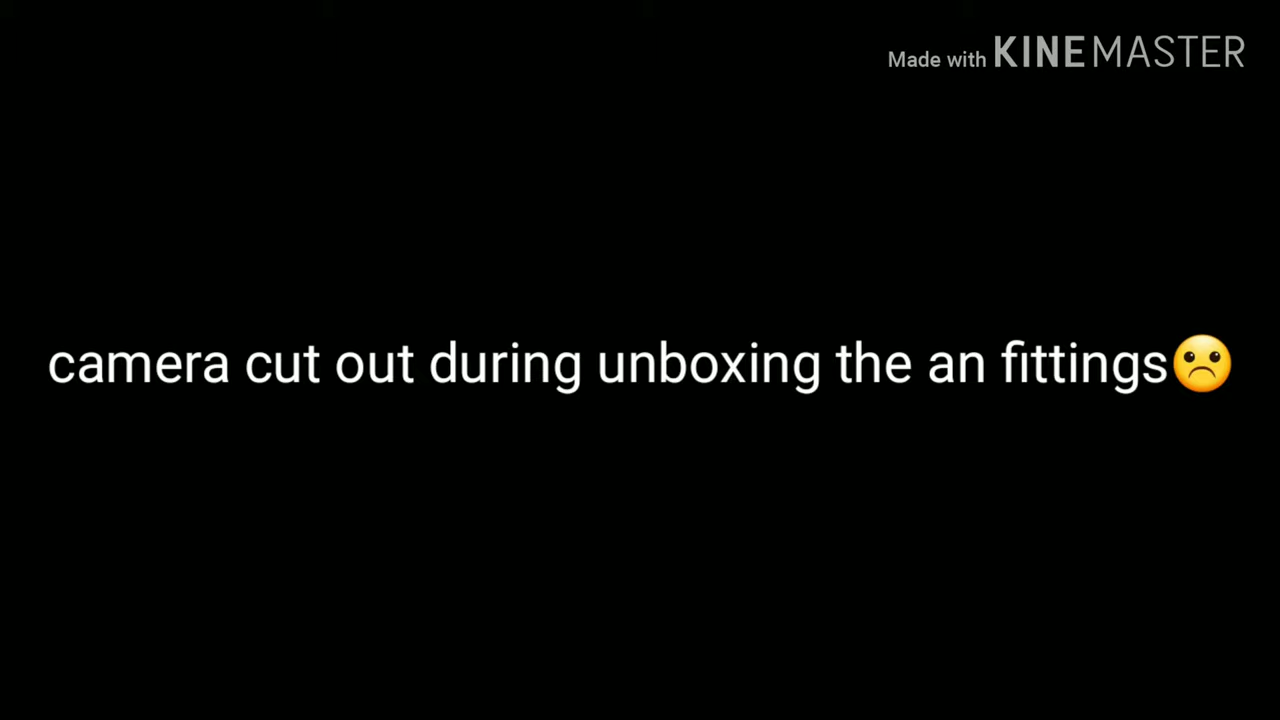 Made with KINEMASTER
camera cut out during unboxing the an fittings☹️